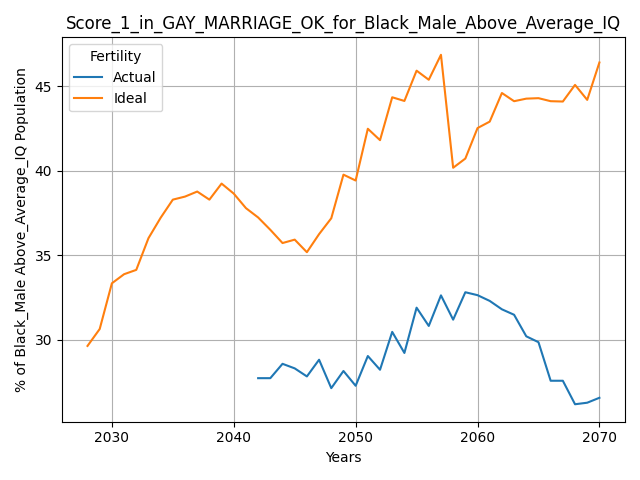 Score_1_in_GAY_MARRIAGE_OK_for_Black_Male_Above_Average_IQ
Fertility
Actual
Ideal
% of Black_Male Above_Average_IQ Population
45
40
35
30
2030
2040
2050
2060
2070
Years